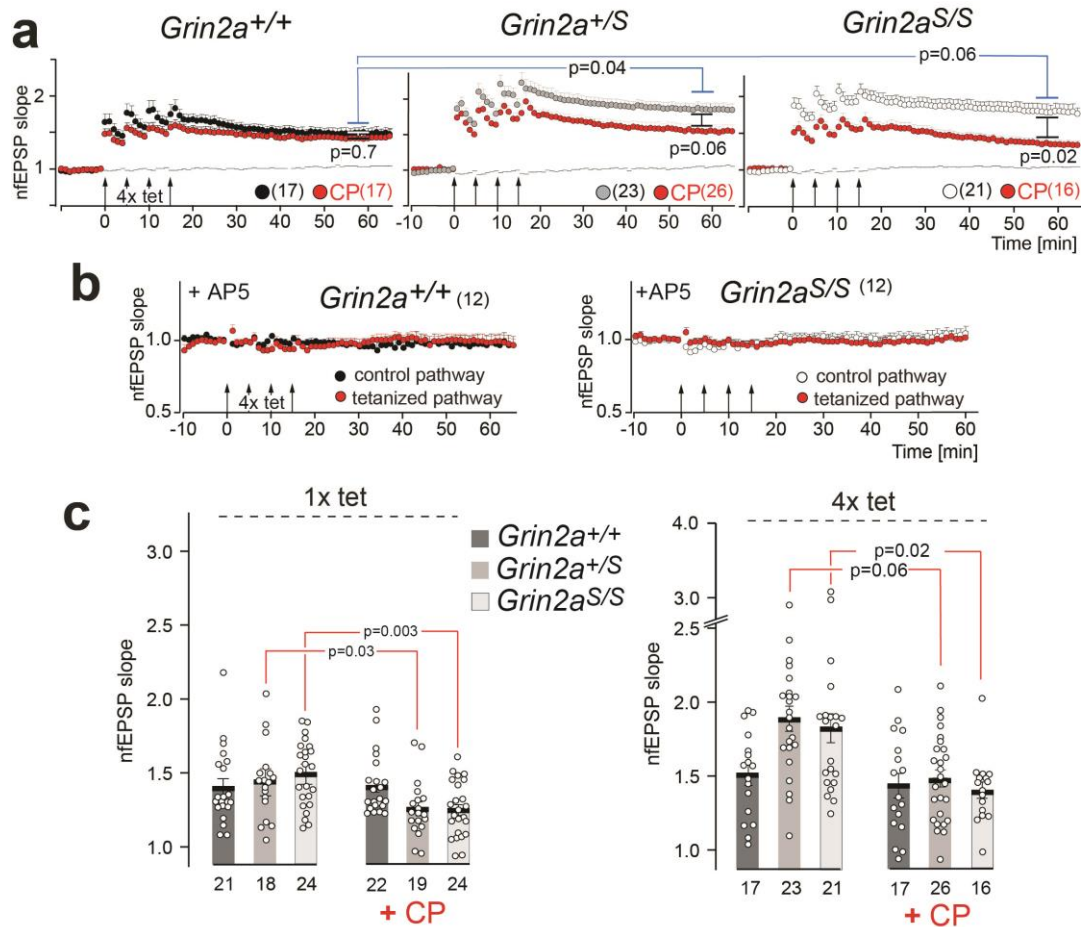 a
Grin2a+/+ Grin2a+/S Grin2aS/S
nfEPSP slope
2
1
p=0.7
4x tet
(17) CP(17)
0 10 20 30 40 50 60
p=0.04
p=0.06
(23) CP(26)
0 10 20 30 40 50 60
p=0.06
p=0.02
(21) CP(16)
0 10 20 30 40 50 60
Time [min]
b
nfEPSP slope
+ AP5 Grin2a+/+ (12)
1.0
0.5
4x tet
control pathway
tetanized pathway
-10 0 10 20 30 40 50 60
nfEPSP slope
+AP5 Grin2aS/S (12)
1.0
0.5
control pathway
tetanized pathway
-10 0 10 20 30 40 50 60
Time [min]
c
1x tet
nfEPSP slope
3.0
2.5
2.0
1.5
1.0
p=0.003
p=0.03
21 18 24 22 19 24
+ CP
Grin2a+/+
Grin2a+/S
Grin2aS/S
4x tet
nfEPSP slope
4.0
3.0
2.5
2.0
1.5
1.0
p=0.02
p=0.06
17 23 21 17 26 16
+ CP